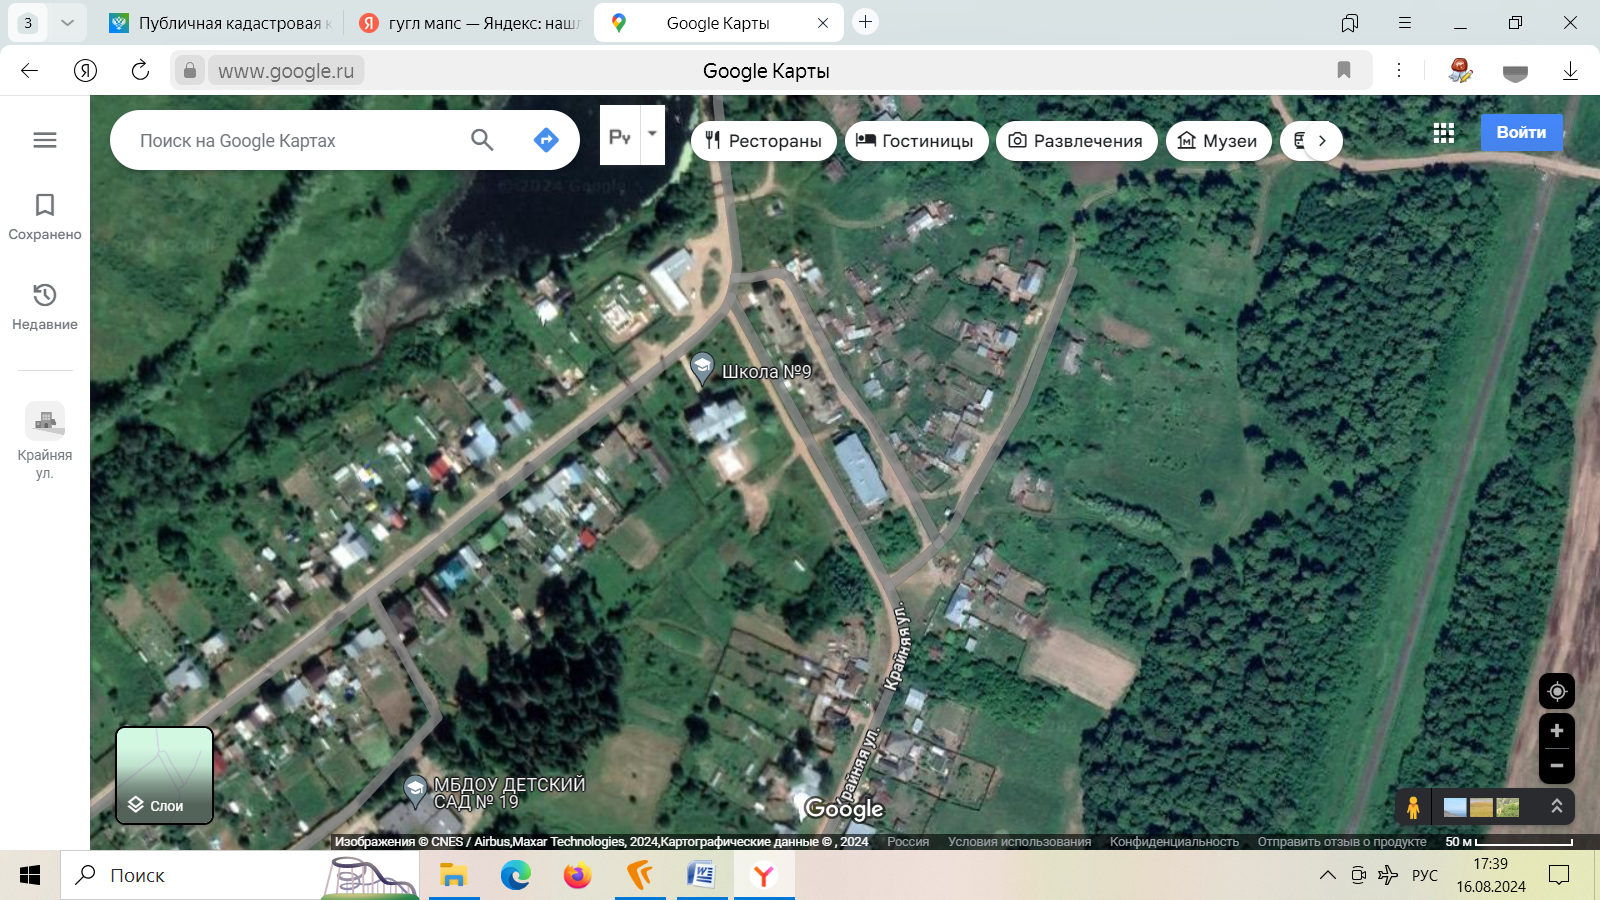 3
Публичная кадастровая к
гугл мапс — Яндекс: наш
Google Карты
www.google.ru
Google Карты
Поиск на Google Картах
Ру
Рестораны
Гостиницы
Развлечения
Музеи
Войти
©2024 Google
Сохранено
Недавние
Крайняя
ул.
Школа №9
Крайняя ул.
Крайняя ул.
МБДОУ ДЕТСКИЙ
САД № 19
Слои
Google
Изображения © CNES / Airbus,Maxar Technologies, 2024,Картографические данные © , 2024
Россия
Условия использования
Конфиденциальность
Отправить отзыв о продукте
50 м
Поиск
РУС
17:39
16.08.2024